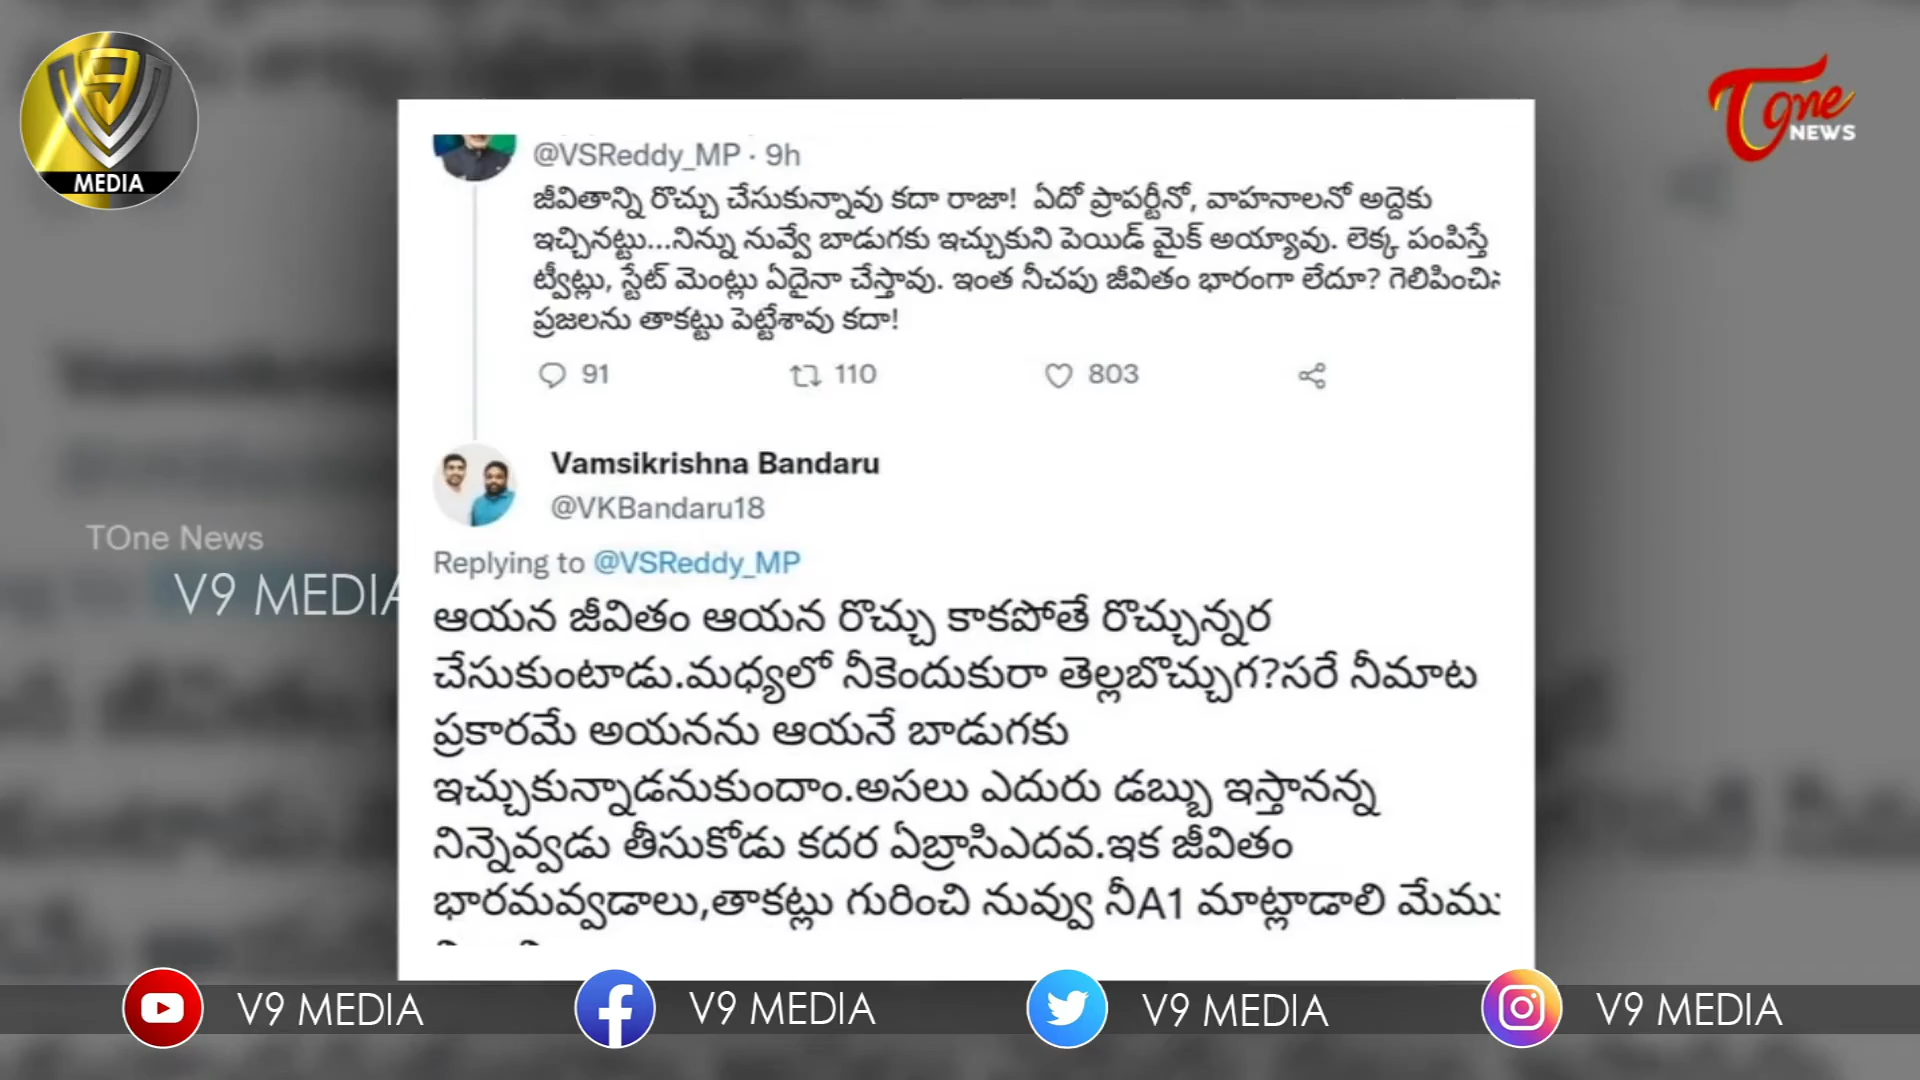 MEDIA
Tone
NEWS
@VSReddy_MP · 9h
జీవితాన్ని రొచ్చు చేసుకున్నావు కదా రాజా! ఏదో ప్రాపర్టీనో, వాహనాలనో అద్దెకు
ఇచ్చినట్టు...నిన్ను నువ్వే బాడుగకు ఇచ్చుకుని పెయిడ్ మైక్ అయ్యావు. లెక్క పంపిస్తే
ట్వీట్లు, స్టేట్ మెంట్లు ఏదైనా చేస్తావు. ఇంత నీచపు జీవితం భారంగా లేదూ?
ప్రజలను తాకట్టు పెట్టేశావు కదా!
91 110 803
Vamsikrishna Bandaru
@VKBandaru18
TOne News
V9 MEDIA
Replying to @VSReddy_MP
ఆయన జీవితం ఆయన రొచ్చు కాకపోతే రొచ్చున్నర
చేసుకుంటాడు.మధ్యలో నీకెందుకురా తెల్లబొచ్చుగ?సరే నీమాట
ప్రకారమే అయనను ఆయనే బాడుగకు
ఇచ్చుకున్నాడనుకుందాం.అసలు ఎదురు డబ్బు ఇస్తానన్న
నిన్నెవ్వడు తీసుకోడు కదర ఏబ్రాసిఎదవ.ఇక జీవితం
భారమవ్వడాలు,తాకట్లు గురించి నువ్వు నీA1 మాట్లాడాలి మేము
V9 MEDIA V9 MEDIA V9 MEDIA V9 MEDIA